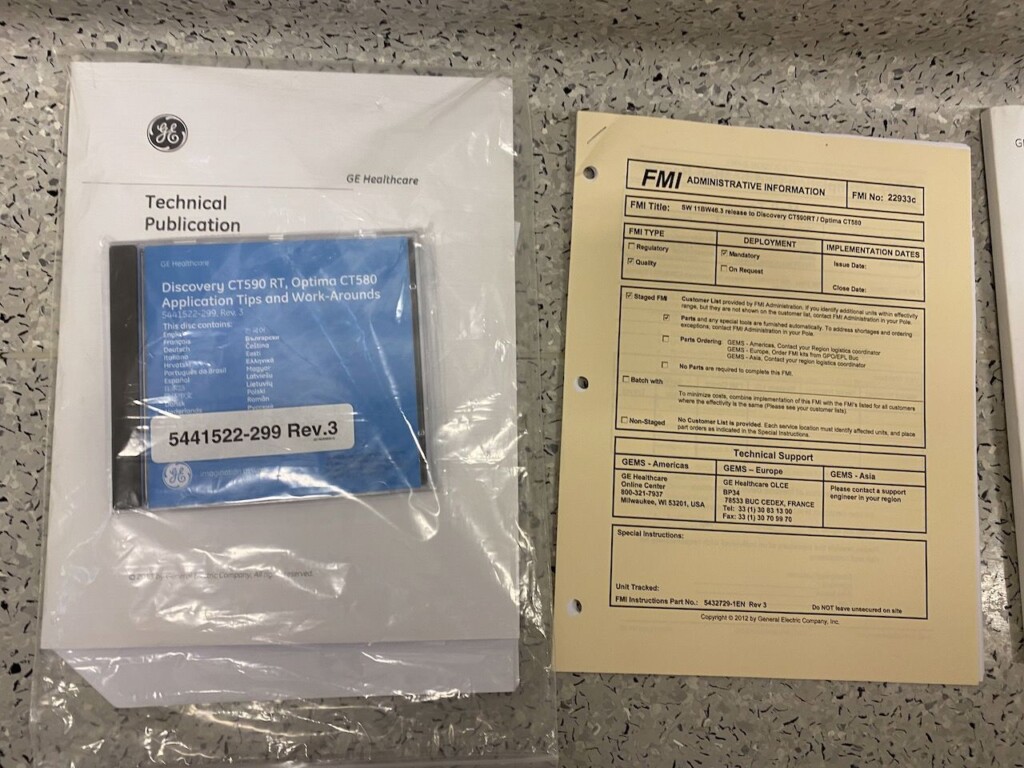 GE
GE Healthcare
Technical
Publication
GE Healthcare
Discovery CT590 RT, Optima CT580
Application Tips and Work-Arounds
5441522-299, Rev. 3
This disc contains:
English
Français
Deutsch
Italiano
Hrvatski
Português do Brasil
Español
Български
Čeština
Eesti
Ελληνικά
Magyar
Latviešu
Lietuvių
Polski
Român
Русский
5441522-299 Rev.3
GE
General Electric Company, All rights reserved.
FMI ADMINISTRATIVE INFORMATION
FMI No: 22933c
FMI Title: SW 11BW46.3 release to Discovery CT590RT / Optima CT580
FMI TYPE
Regulatory
Quality
DEPLOYMENT
Mandatory
On Request
IMPLEMENTATION DATES
Issue Date:
Close Date:
Staged FMI
Customer List provided by FMI Administration. If you identify additional units within effectivity
range, but they are not shown on the customer list, contact FMI Administration in your Pole.
Parts and any special tools are furnished automatically. To address shortages and ordering
exceptions, contact FMI Administration in your Pole.
Parts Ordering: GEMS - Americas, Contact your Region logistics coordinator
GEMS - Europe, Order FMI kits from GPO/EFL Buc
GEMS - Asia, Contact your region logistics coordinator
No Parts are required to complete this FMI.
Batch with
To minimize costs, combine implementation of this FMI with the FMI's listed for all customers
where the effectivity is the same (Please see your customer lists)
Non-Staged
No Customer List is provided. Each service location must identify affected units, and place
part orders as indicated in the Special Instructions.
Technical Support
GEMS - Americas
GE Healthcare
Online Center
800-321-7937
Milwaukee, WI 53201, USA
GEMS – Europe
GE Healthcare OLCE
BP34
78533 BUC CEDEX, FRANCE
Tel: 33 (1) 30 83 13 00
Fax: 33 (1) 30 70 99 70
GEMS - Asia
Please contact a support
engineer in your region
Special Instructions:
Unit Tracked:
FMI Instructions Part No.: 5432729-1EN Rev 3
Do NOT leave unsecured on site
Copyright © 2012 by General Electric Company, Inc.
G